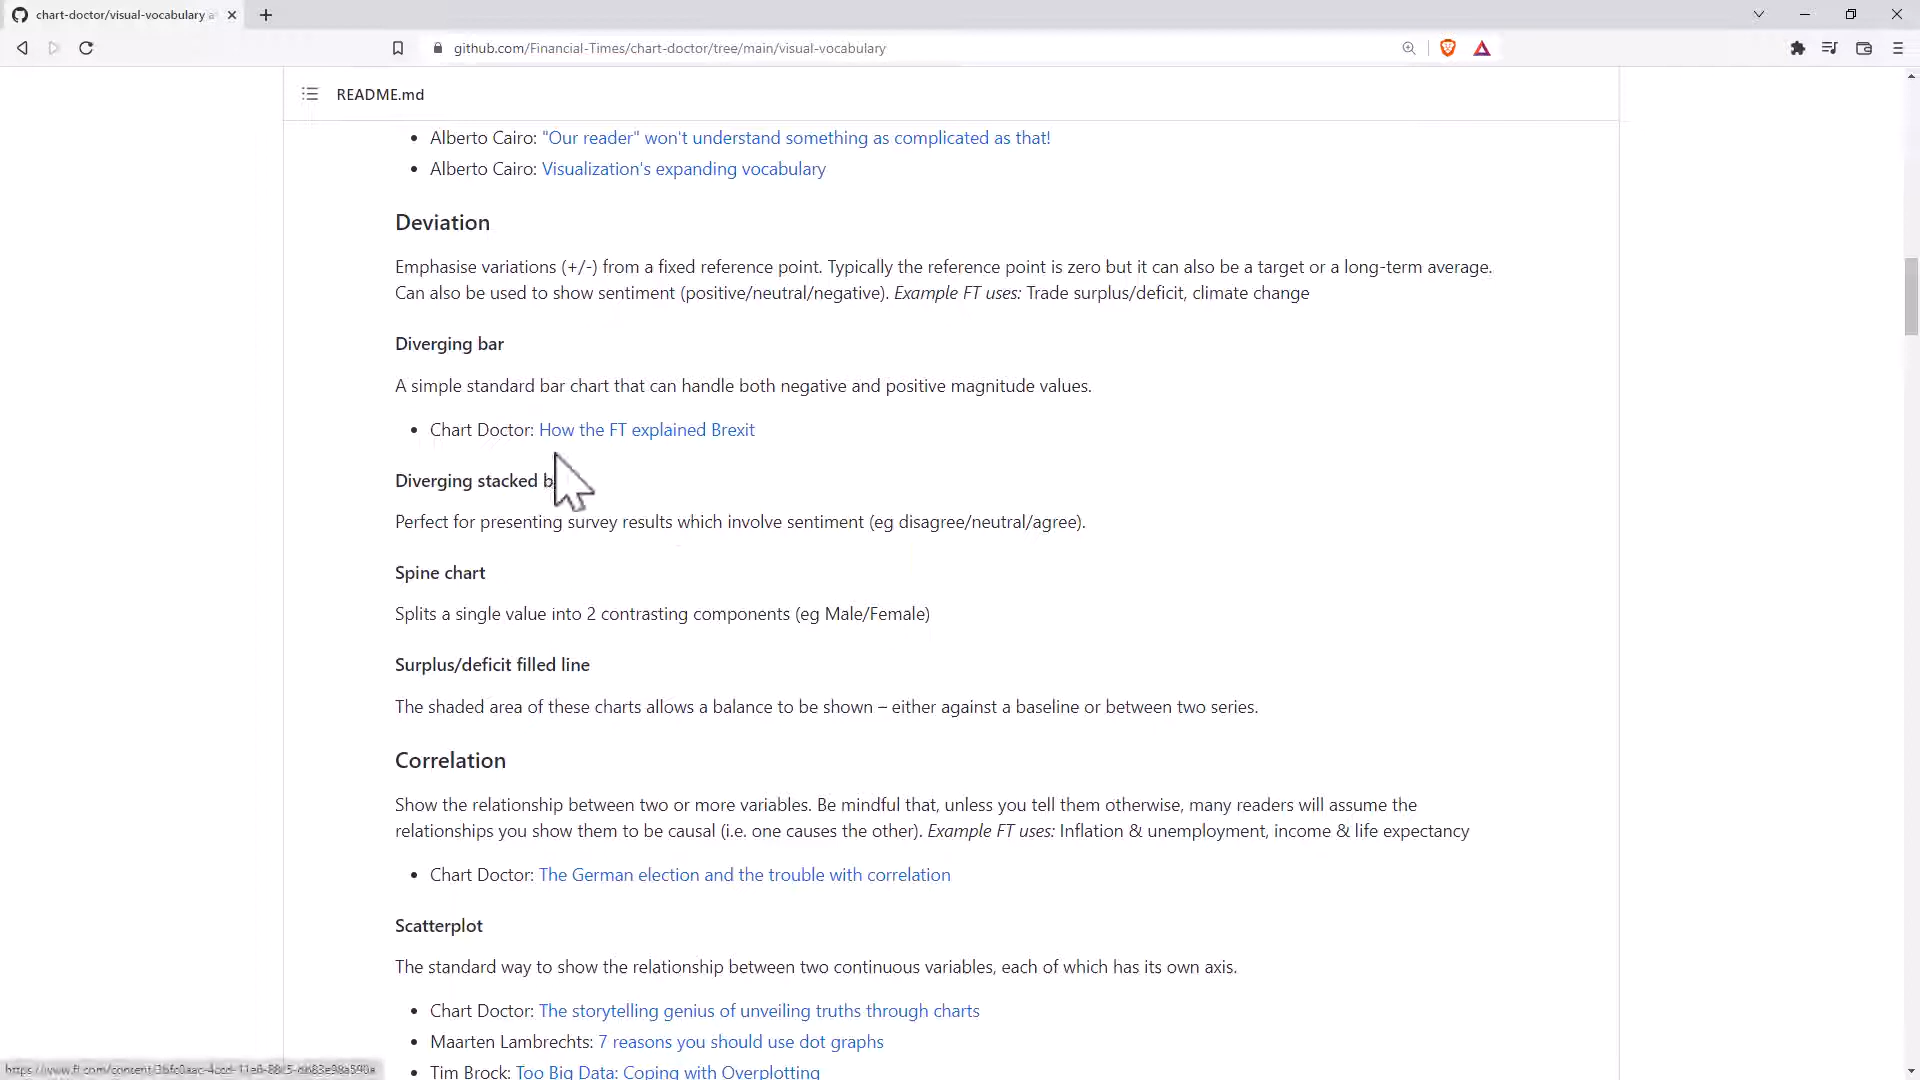 chart-doctor/visual-vocabulary a
github.com/Financial-Times/chart-doctor/tree/main/visual-vocabulary
README.md
• Alberto Cairo: "Our reader" won't understand something as complicated as that!
• Alberto Cairo: Visualization's expanding vocabulary
Deviation
Emphasise variations (+/-) from a fixed reference point. Typically the reference point is zero but it can also be a target or a long-term average.
Can also be used to show sentiment (positive/neutral/negative). Example FT uses: Trade surplus/deficit, climate change
Diverging bar
A simple standard bar chart that can handle both negative and positive magnitude values.
• Chart Doctor: How the FT explained Brexit
Diverging stacked b
Perfect for presenting survey results which involve sentiment (eg disagree/neutral/agree).
Spine chart
Splits a single value into 2 contrasting components (eg Male/Female)
Surplus/deficit filled line
The shaded area of these charts allows a balance to be shown – either against a baseline or between two series.
Correlation
Show the relationship between two or more variables. Be mindful that, unless you tell them otherwise, many readers will assume the
relationships you show them to be causal (i.e. one causes the other). Example FT uses: Inflation & unemployment, income & life expectancy
• Chart Doctor: The German election and the trouble with correlation
Scatterplot
The standard way to show the relationship between two continuous variables, each of which has its own axis.
• Chart Doctor: The storytelling genius of unveiling truths through charts
• Maarten Lambrechts: 7 reasons you should use dot graphs
• Tim Brock: Too Big Data: Coping with Overplotting